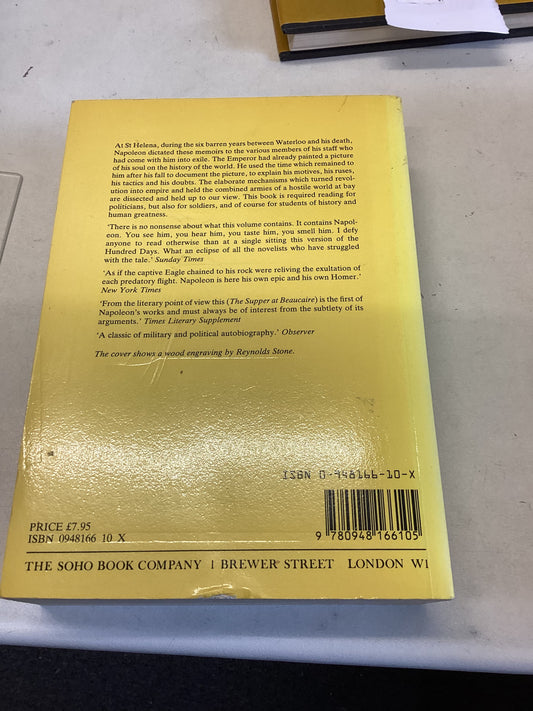 At St Helena, during the six barren years between Waterloo and his death,
Napoleon dictated these memoirs to the various members of his staff who
had come with him into exile. The Emperor had already painted a picture
of his soul on the history of the world. He used the time which remained to
him after his fall to document the picture, to explain his motives, his ruses,
his tactics and his doubts. The elaborate mechanisms which turned revol-
ution into empire and held the combined armies of a hostile world at bay
are dissected and held up to our view. This book is required reading for
politicians, but also for soldiers, and of course for students of history and
human greatness.
'There is no nonsense about what this volume contains. It contains Napol-
eon. You see him, you hear him, you taste him, you smell him. I defy
anyone to read otherwise than at a single sitting this version of the
Hundred Days. What an eclipse of all the novelists who have struggled
with the tale.' Sunday Times
'As if the captive Eagle chained to his rock were reliving the exultation of
each predatory flight. Napoleon is here his own epic and his own Homer.'
New York Times
'From the literary point of view this (The Supper at Beaucaire) is the first of
Napoleon's works and must always be of interest from the subtlety of its
arguments.' Times Literary Supplement
'A classic of military and political autobiography.' Observer
The cover shows a wood engraving by Reynolds Stone.
ISBN 0-948166-10-X
PRICE £7.95
ISBN 0948166 10 X
9 780948 166105
THE SOHO BOOK COMPANY 1 BREWER STREET LONDON W1